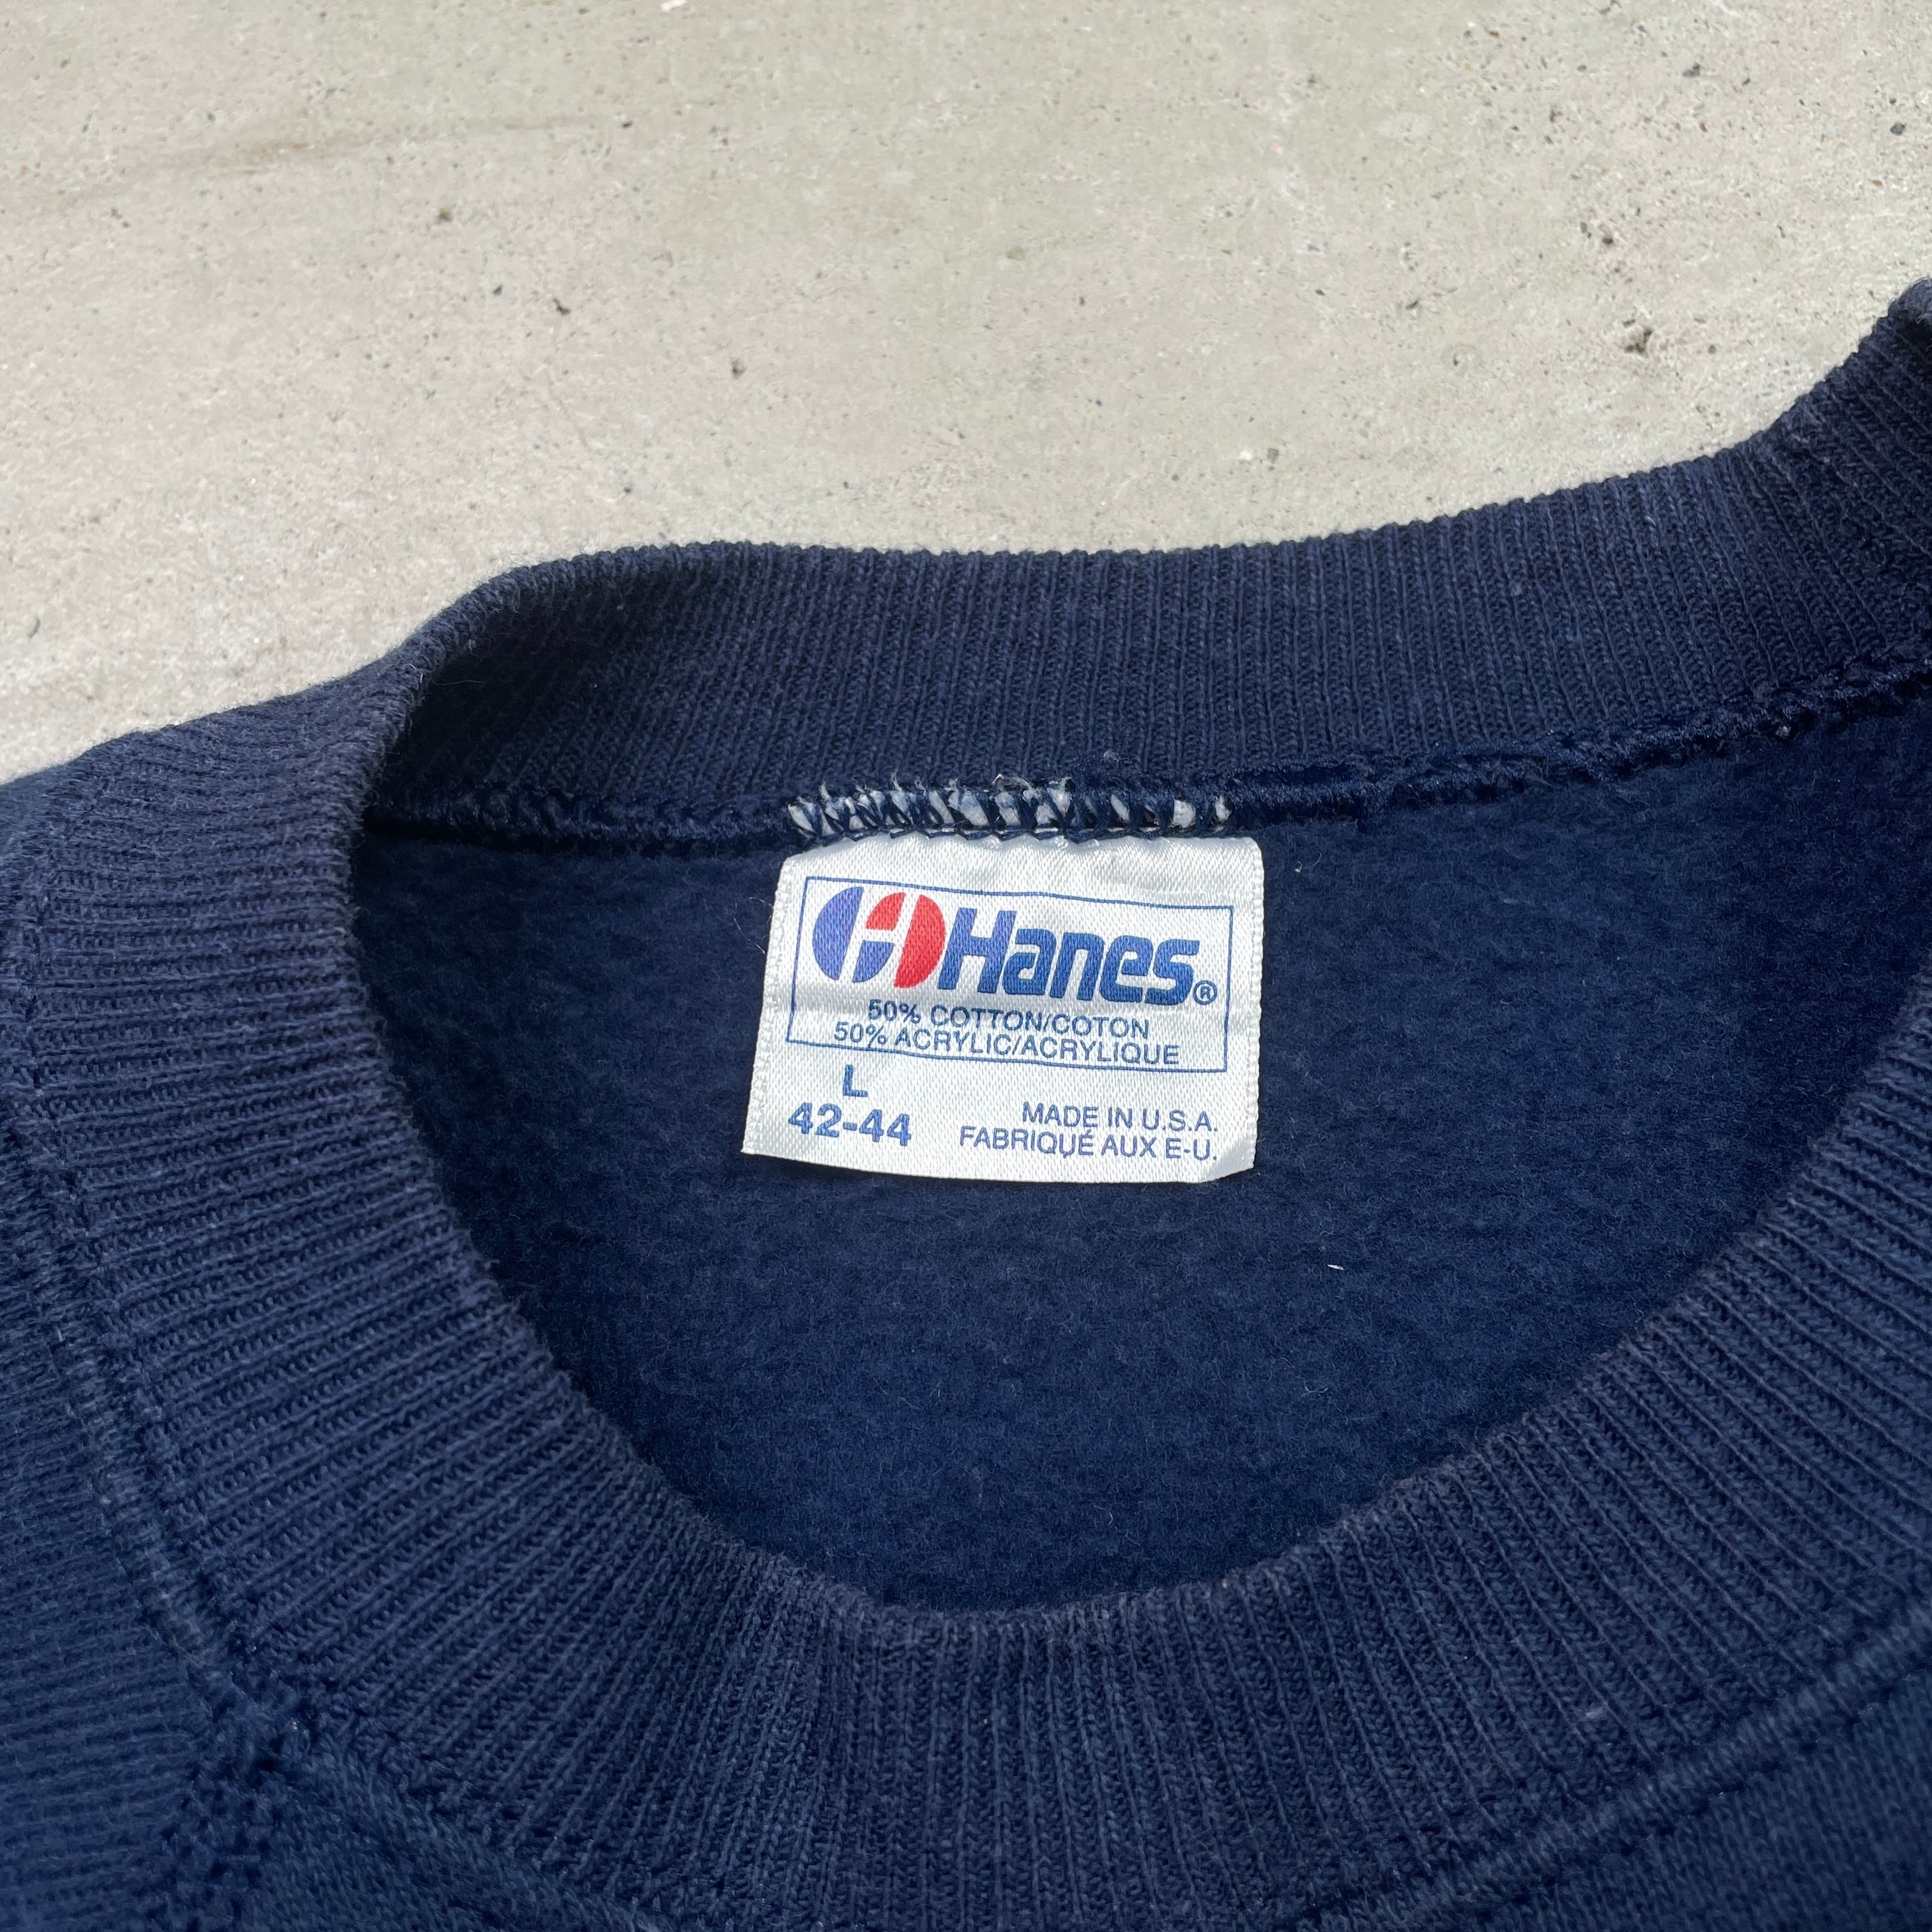 Hanes®
50% COTTON/COTON
50% ACRYLIC/ACRYLIQUE
L
42-44
MADE IN U.S.A.
FABRIQUÉ AUX E-U.